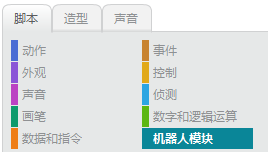 脚本 造型 声音
动作 事件
外观 控制
声音 侦测
画笔 数字和逻辑运算
数据和指令 机器人模块